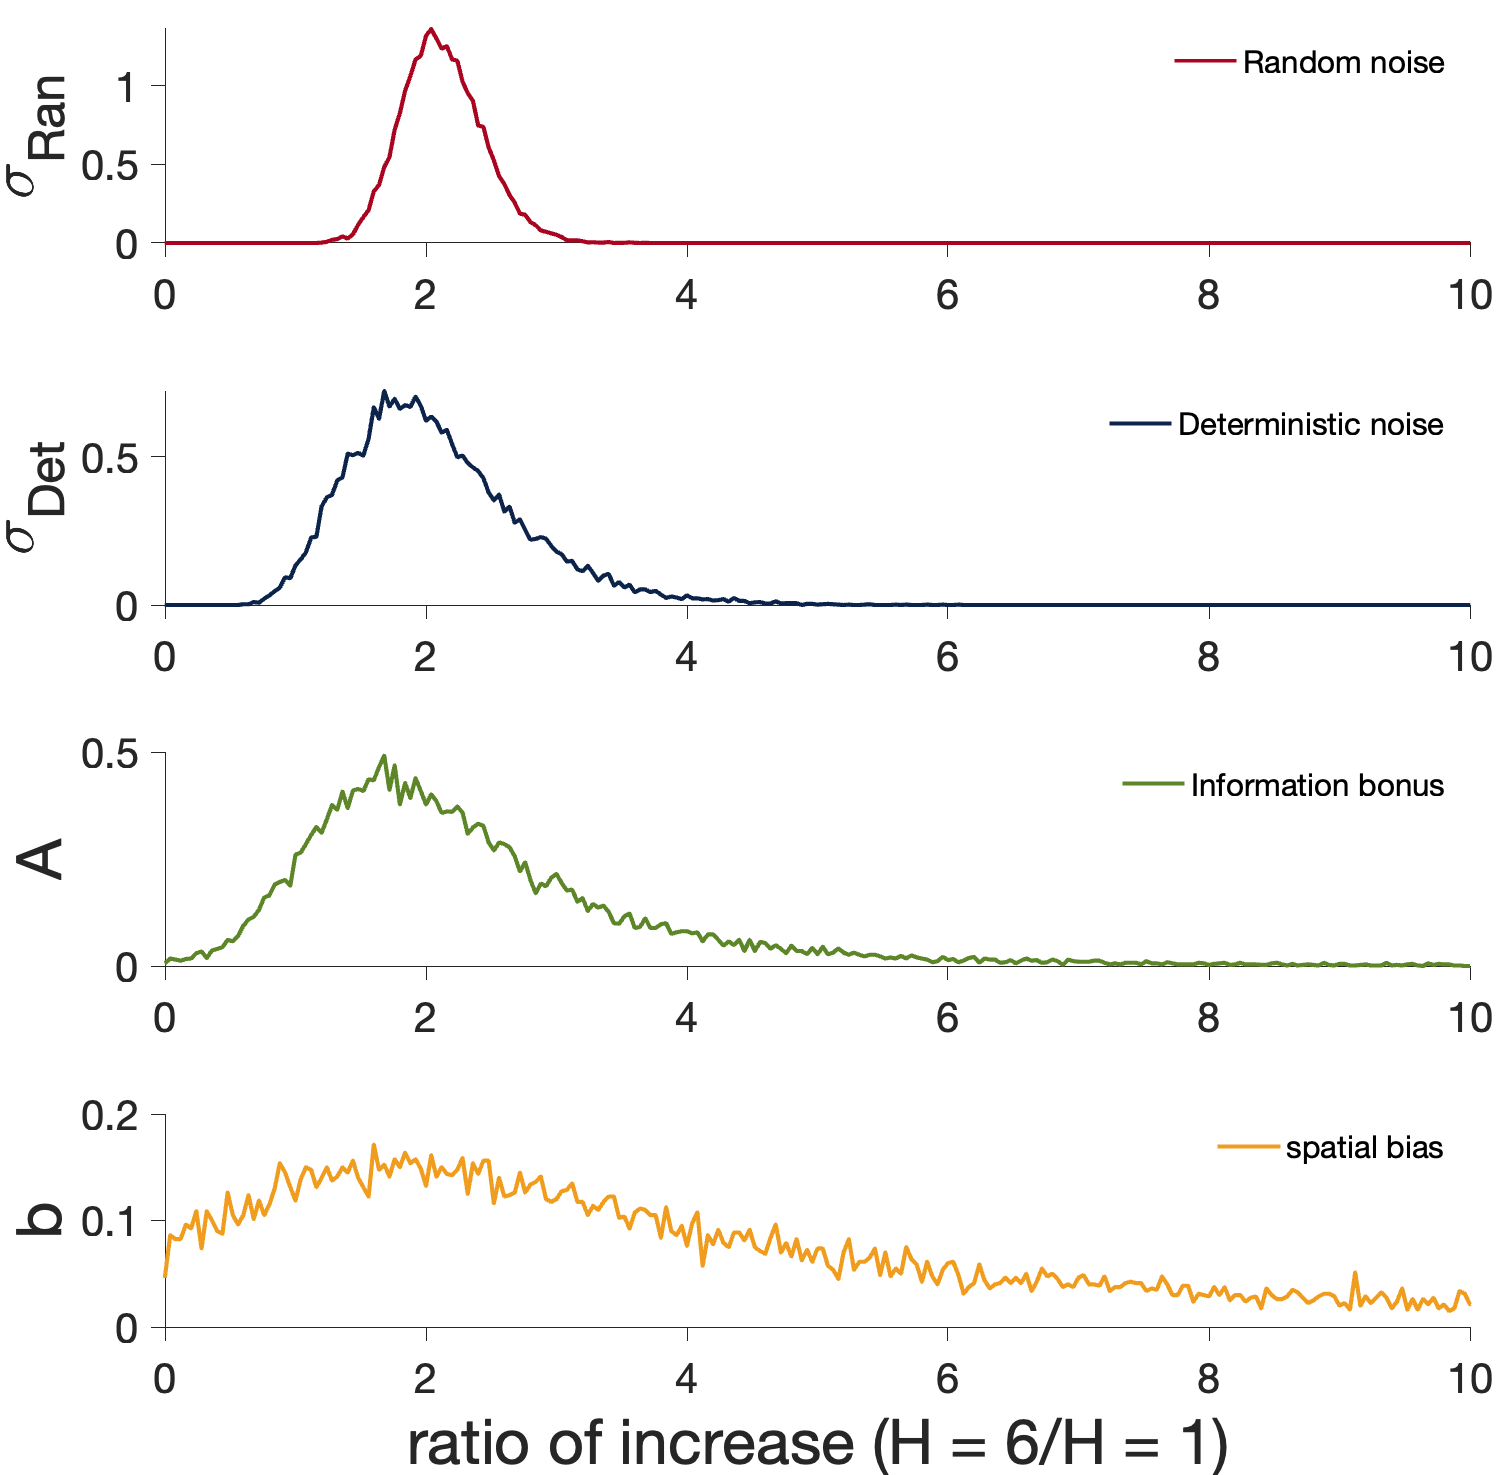 σ Ran
1
0.5
0
Random noise
0 2 4 6 8 10
σ Det
0.5
0
Deterministic noise
0 2 4 6 8 10
A
0.5
0
Information bonus
0 2 4 6 8 10
b
0.2
0.1
0
spatial bias
0 2 4 6 8 10
ratio of increase (H = 6/H = 1)